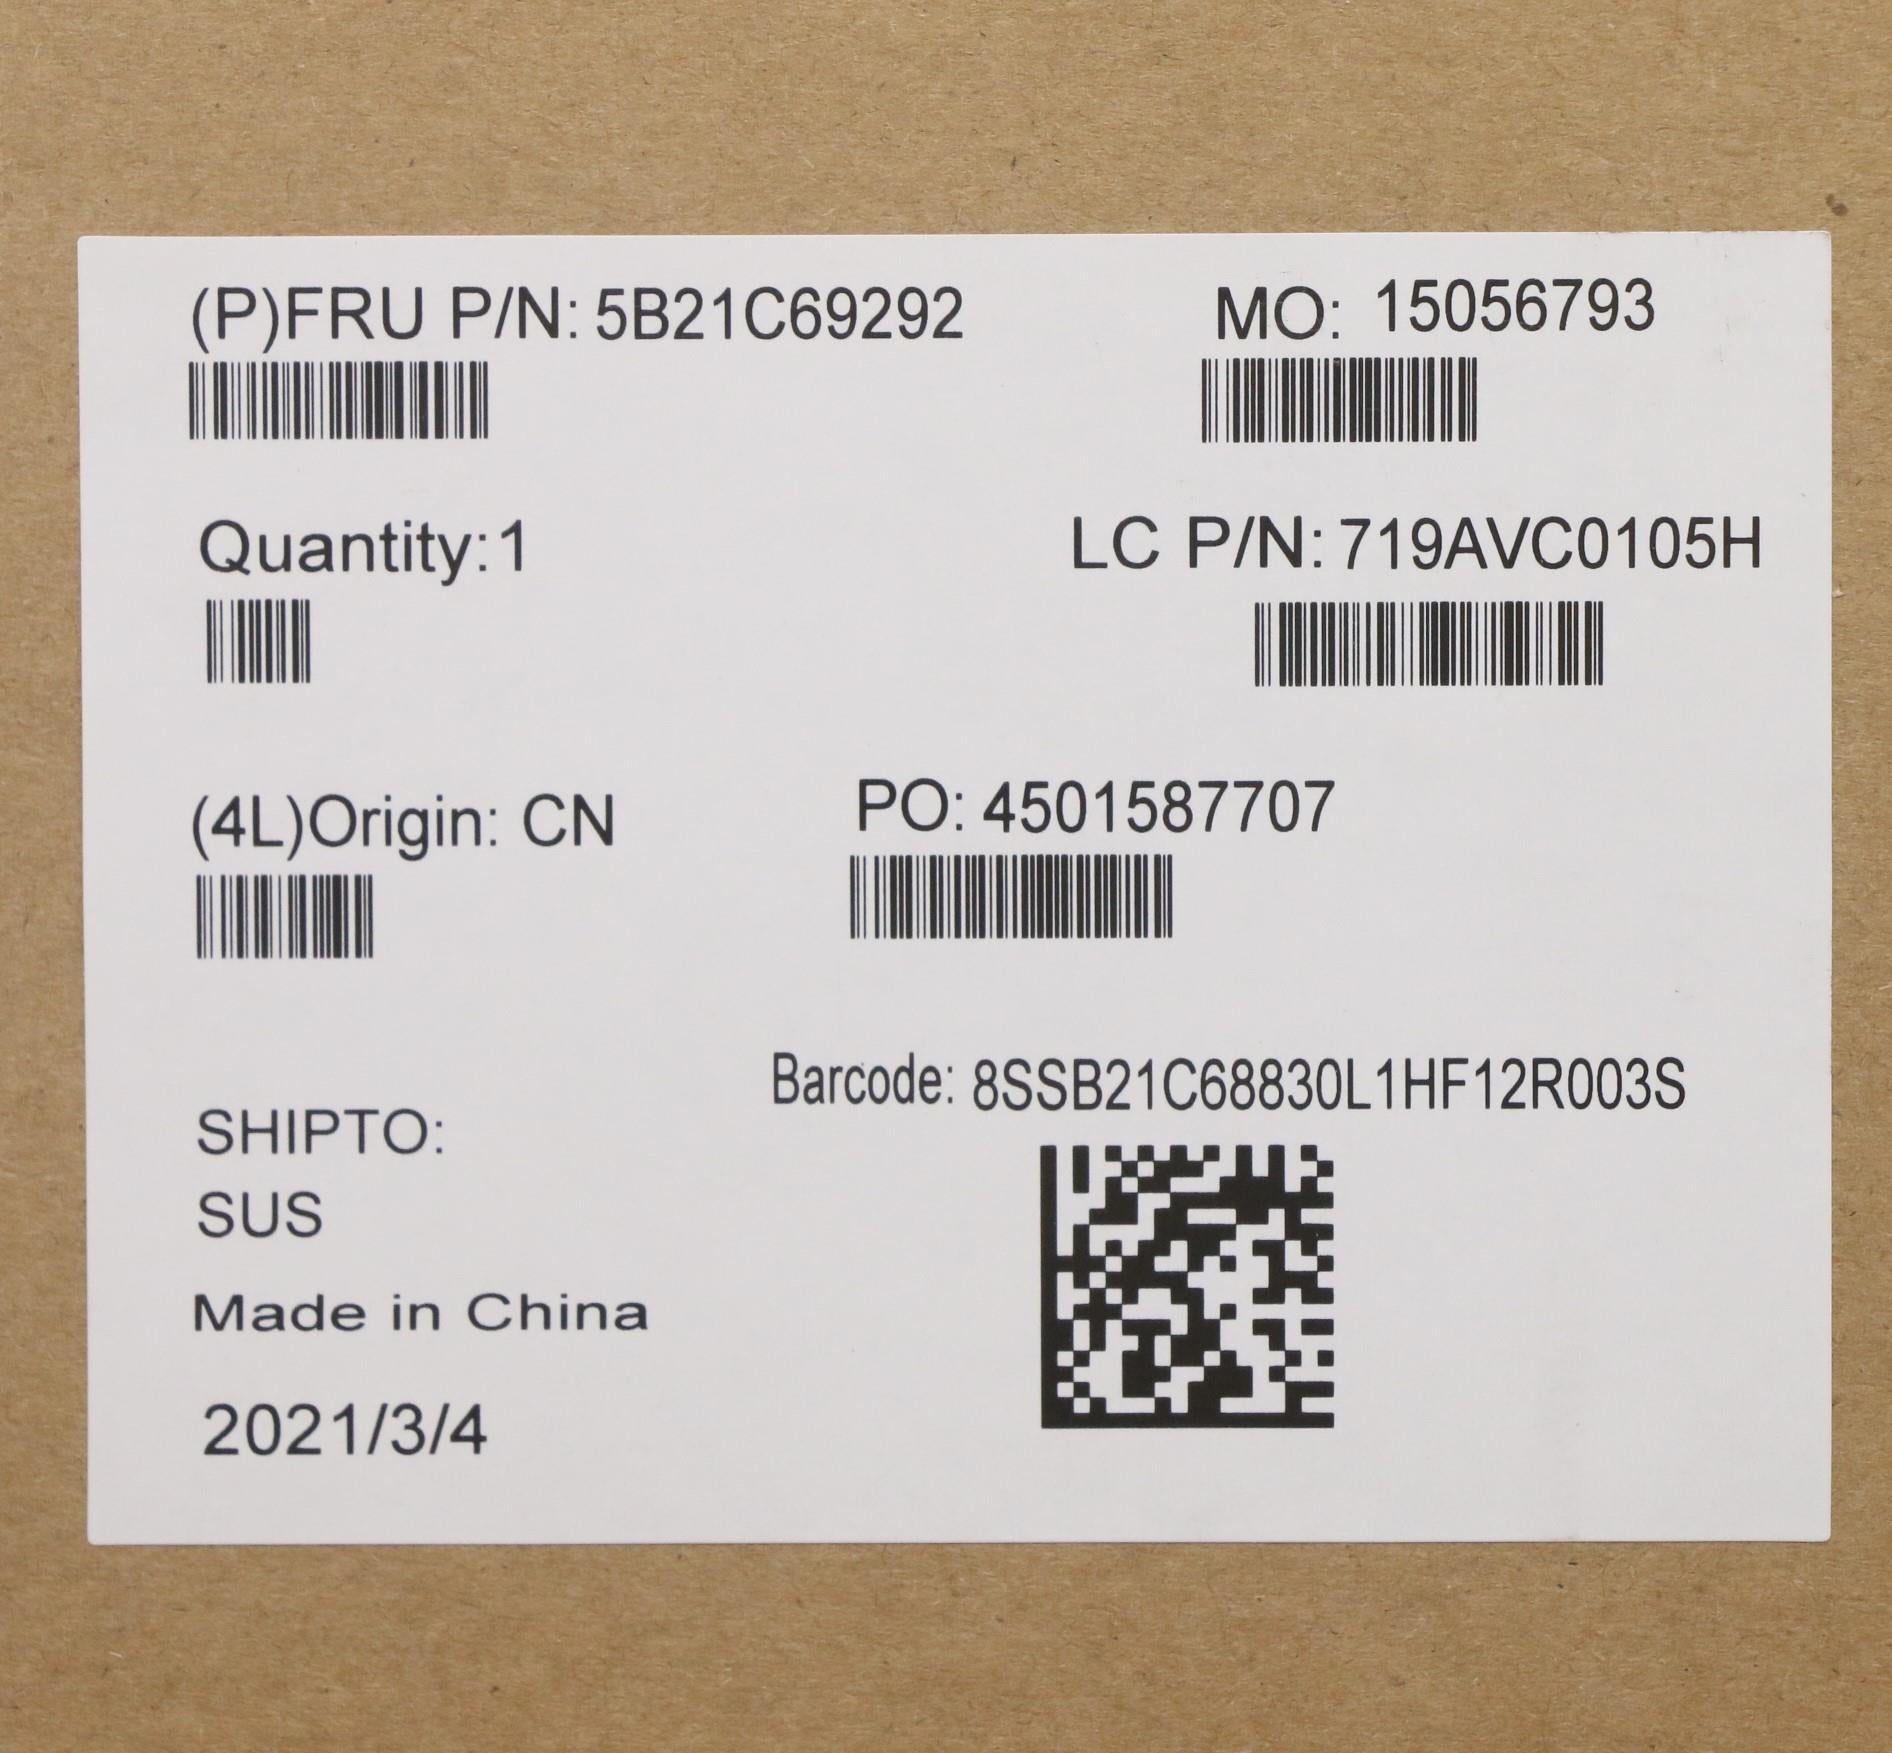 (P)FRU P/N: 5B21C69292
MO: 15056793
Quantity: 1
LC P/N: 719AVC0105H
(4L)Origin: CN
PO: 4501587707
Barcode: 8SSB21C68830L1HF12R003S
SHIPTO:
SUS
Made in China
2021/3/4